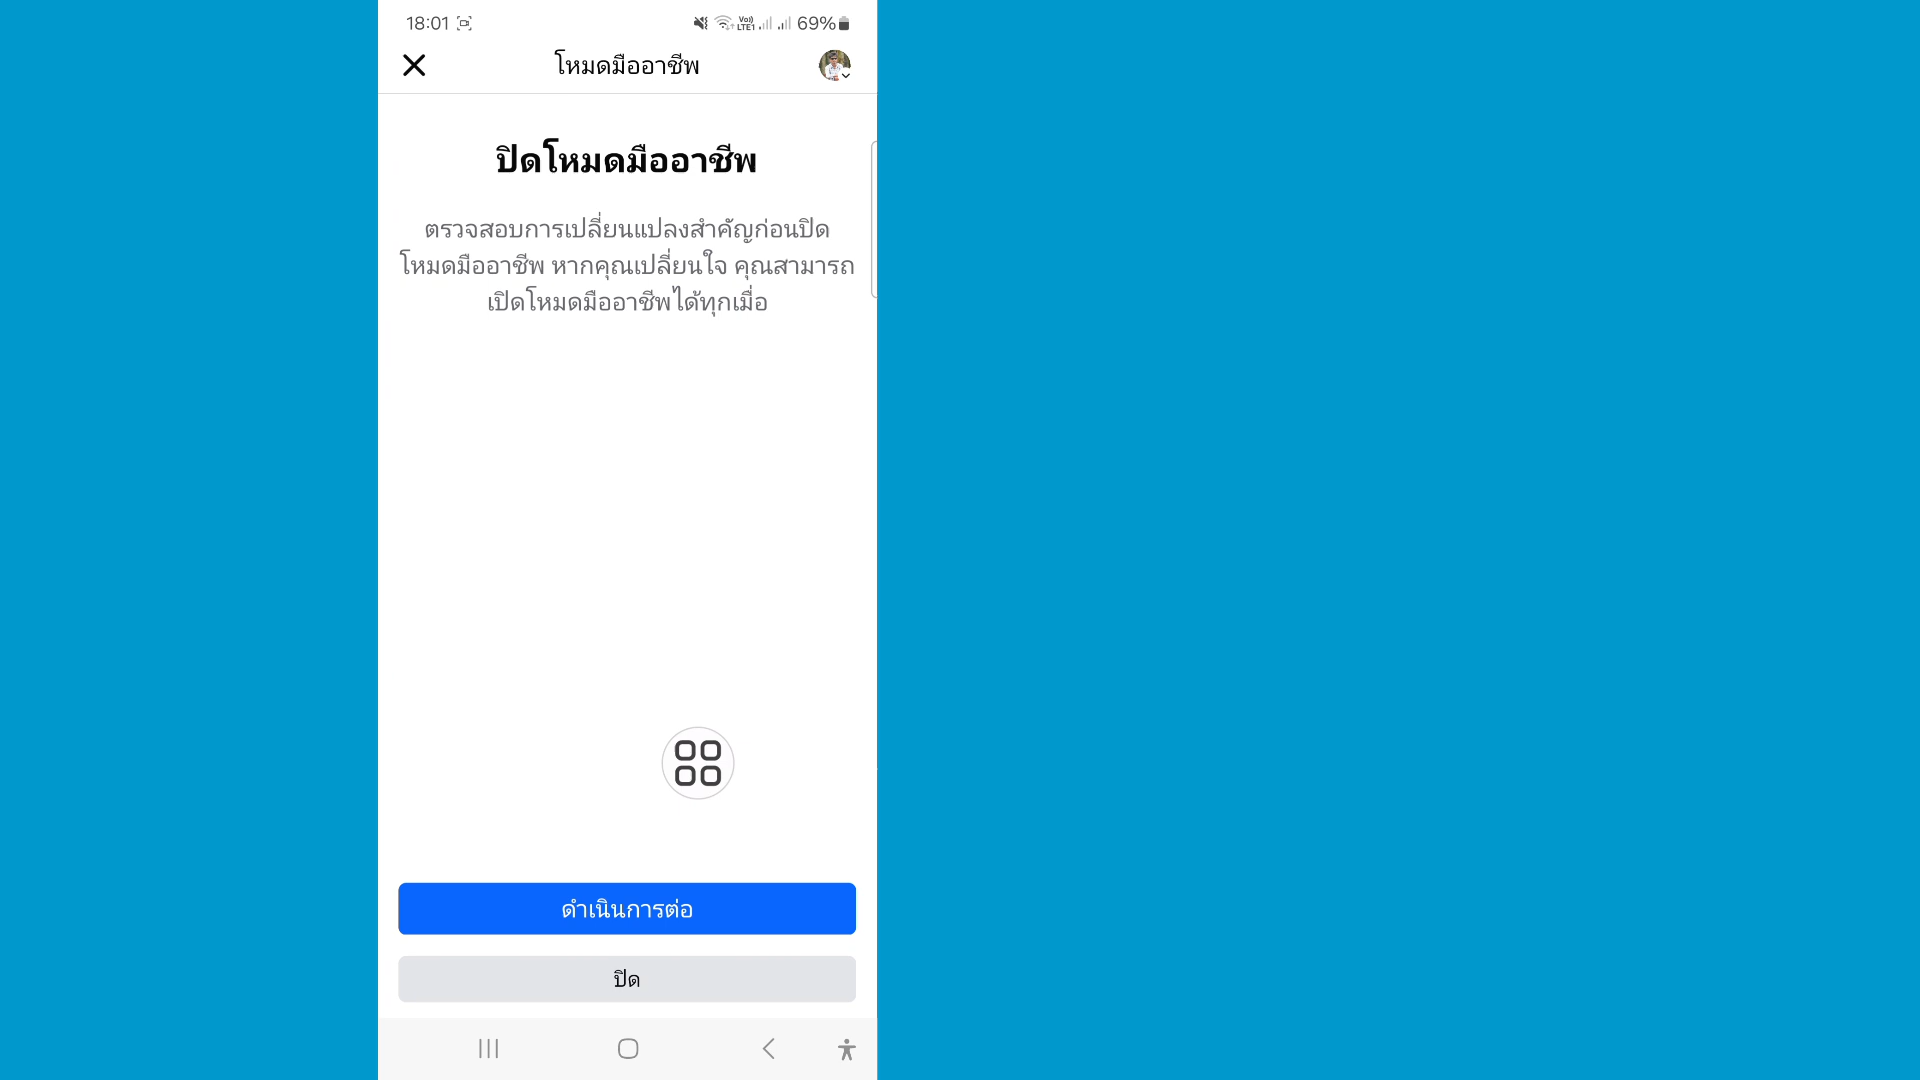 18:01 69%
โหมดมืออาชีพ
ปิดโหมดมืออาชีพ
ตรวจสอบการเปลี่ยนแปลงสำคัญก่อนปิด
โหมดมืออาชีพ หากคุณเปลี่ยนใจ คุณสามารถ
เปิดโหมดมืออาชีพได้ทุกเมื่อ
ดำเนินการต่อ
ปิด